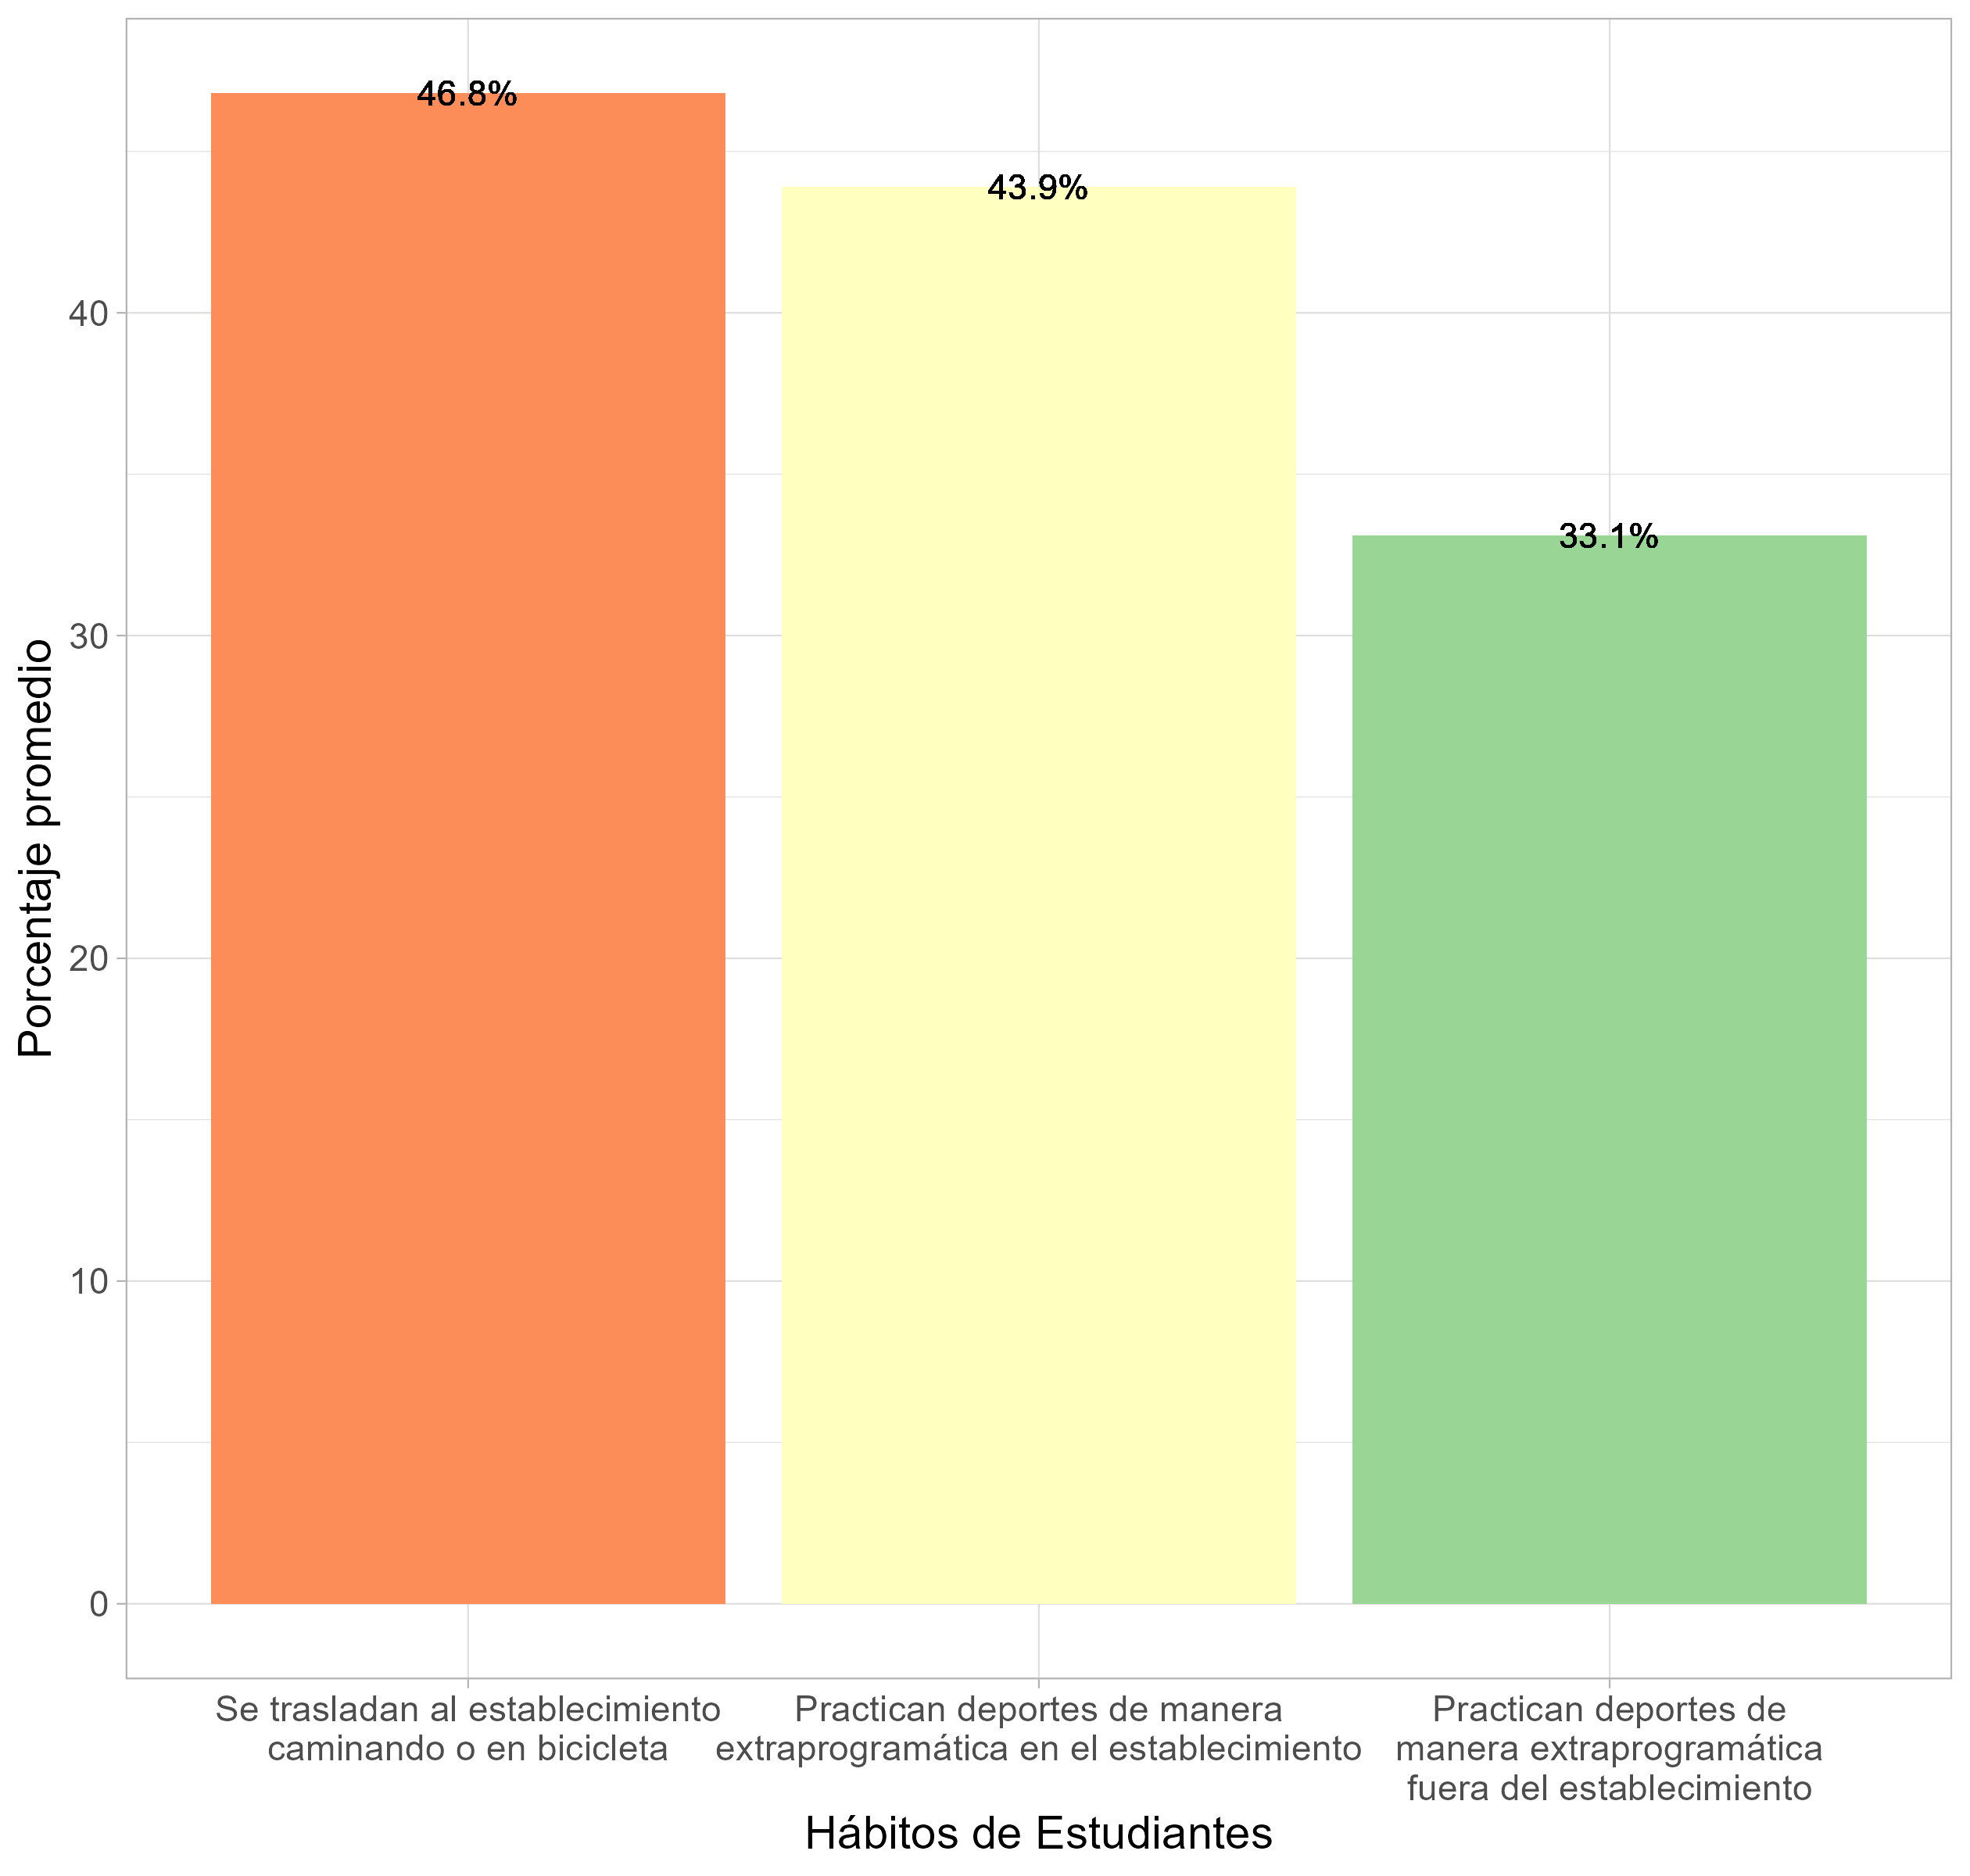 46.8%
43.9%
33.1%
40
30
20
10
0
Porcentaje promedio
Se trasladan al establecimiento
caminando o en bicicleta
Practican deportes de manera
extraprogramática en el establecimiento
Practican deportes de
manera extraprogramática
fuera del establecimiento
Hábitos de Estudiantes